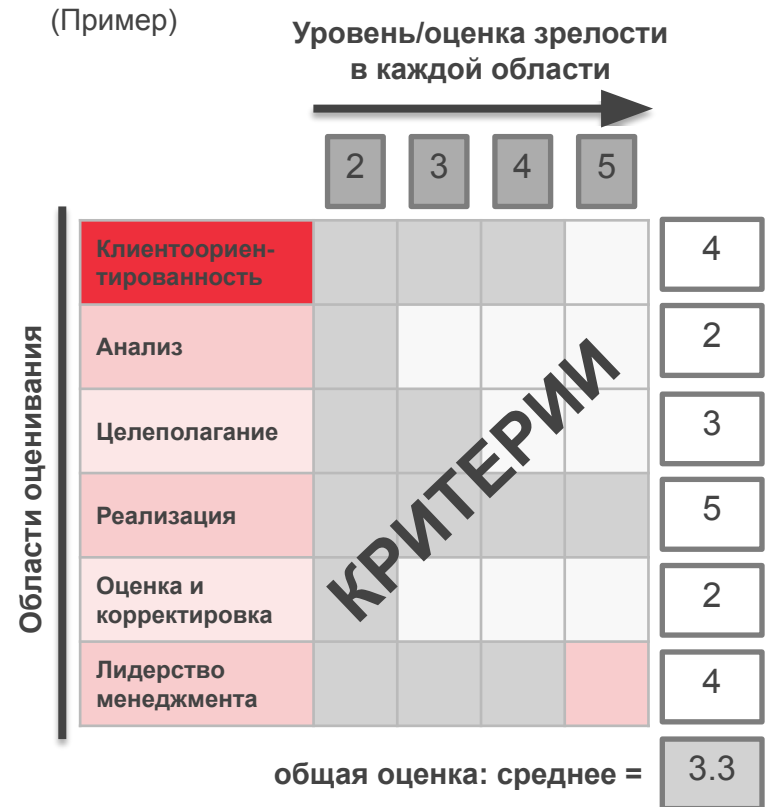 (Пример)
Уровень/оценка зрелости
в каждой области
2 3 4 5
Области оценивания
Клиентоориен-
тированность
4
Анализ
2
Целеполагание
3
Реализация
5
Оценка и
корректировка
2
Лидерство
менеджмента
4
КРИТЕРИИ
общая оценка: среднее =
3.3